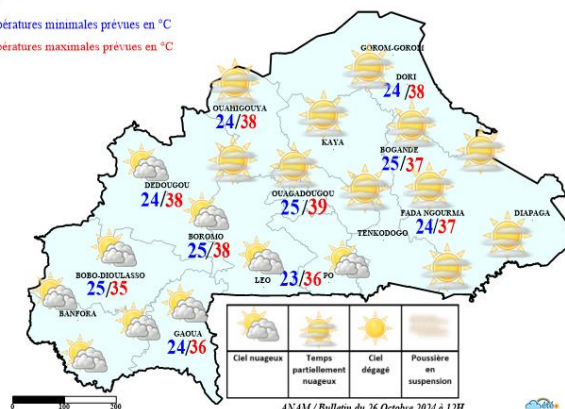 pératures minimales prévues en °C
pératures maximales prévues en °C
GOROM-GOROM
DORI
24/38
OUAHIGOUYA
24/38
KAYA
BOGANDE
25/37
DEDOUGOU
24/38
OUAGADOUGOU
25/39
FADA NGOURMA
24/37
DIAPAGA
BOROMO
25/38
TENKODOGO
BOBO-DIOULASSO
25/35
LEO
23/36
PO
BANFORA
GAOUA
24/36
Ciel nuageux
Temps partiellement nuageux
Ciel dégagé
Poussière en suspension
0 100 200
ANAM / Bulletin du 26 Octobre 2024 à 12H